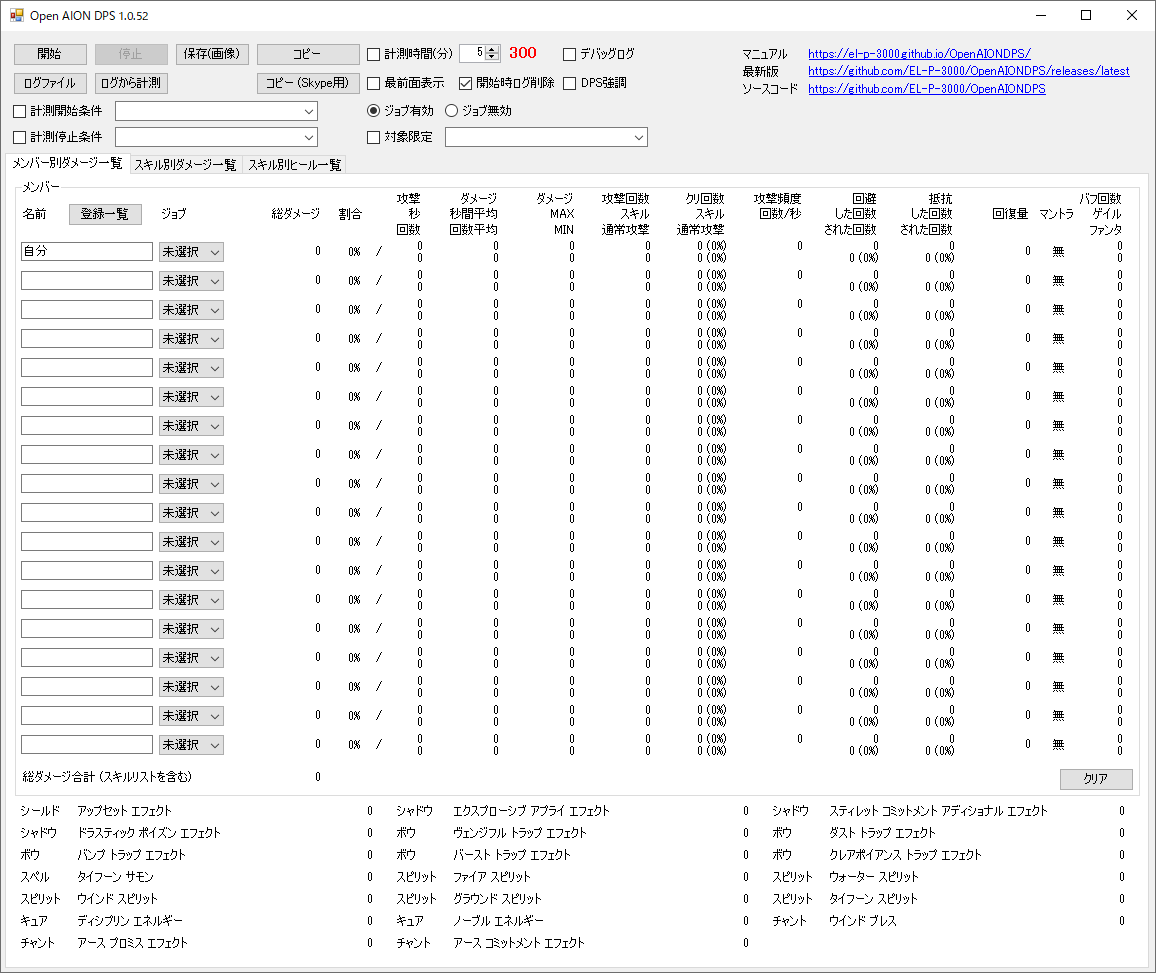 Open AION DPS 1.0.52
開始 停止 保存(画像) コピー 計測時間(分) 5 300 デバッグログ マニュアル https://el-p-3000.github.io/OpenAIONDPS/
最新版 https://github.com/EL-P-3000/OpenAIONDPS/releases/latest
ログファイル ログから計測 コピー(Skype用) 最前面表示 開始時ログ削除 DPS強調 ソースコード https://github.com/EL-P-3000/OpenAIONDPS
計測開始条件 ジョブ有効 ジョブ無効
計測停止条件 対象限定
メンバー別ダメージ一覧 スキル別ダメージ一覧 スキル別ヒール一覧
メンバー
攻撃 ダメージ ダメージ 攻撃回数 クリ回数 攻撃頻度 回避 抵抗 バフ回数
名前 登録一覧 ジョブ 総ダメージ 割合 秒 秒間平均 MAX スキル スキル 回数/秒 した回数 した回数 回復量 マントラ ゲイル
回数 回数平均 MIN 通常攻撃 通常攻撃 された回数 された回数 ファンタ
0 0 0 0 0 (0%) 0 0 0 0
自分 未選択 0 0% / 0 無
0 0 0 0 0 (0%) 0 (0%) 0 (0%) 0
0 0 0 0 0 (0%) 0 0 0 0
未選択 0 0% / 0 無
0 0 0 0 0 (0%) 0 (0%) 0 (0%) 0
0 0 0 0 0 (0%) 0 0 0 0
未選択 0 0% / 0 無
0 0 0 0 0 (0%) 0 (0%) 0 (0%) 0
0 0 0 0 0 (0%) 0 0 0 0
未選択 0 0% / 0 無
0 0 0 0 0 (0%) 0 (0%) 0 (0%) 0
0 0 0 0 0 (0%) 0 0 0 0
未選択 0 0% / 0 無
0 0 0 0 0 (0%) 0 (0%) 0 (0%) 0
0 0 0 0 0 (0%) 0 0 0 0
未選択 0 0% / 0 無
0 0 0 0 0 (0%) 0 (0%) 0 (0%) 0
0 0 0 0 0 (0%) 0 0 0 0
未選択 0 0% / 0 無
0 0 0 0 0 (0%) 0 (0%) 0 (0%) 0
0 0 0 0 0 (0%) 0 0 0 0
未選択 0 0% / 0 無
0 0 0 0 0 (0%) 0 (0%) 0 (0%) 0
0 0 0 0 0 (0%) 0 0 0 0
未選択 0 0% / 0 無
0 0 0 0 0 (0%) 0 (0%) 0 (0%) 0
0 0 0 0 0 (0%) 0 0 0 0
未選択 0 0% / 0 無
0 0 0 0 0 (0%) 0 (0%) 0 (0%) 0
0 0 0 0 0 (0%) 0 0 0 0
未選択 0 0% / 0 無
0 0 0 0 0 (0%) 0 (0%) 0 (0%) 0
0 0 0 0 0 (0%) 0 0 0 0
未選択 0 0% / 0 無
0 0 0 0 0 (0%) 0 (0%) 0 (0%) 0
0 0 0 0 0 (0%) 0 0 0 0
未選択 0 0% / 0 無
0 0 0 0 0 (0%) 0 (0%) 0 (0%) 0
0 0 0 0 0 (0%) 0 0 0 0
未選択 0 0% / 0 無
0 0 0 0 0 (0%) 0 (0%) 0 (0%) 0
0 0 0 0 0 (0%) 0 0 0 0
未選択 0 0% / 0 無
0 0 0 0 0 (0%) 0 (0%) 0 (0%) 0
0 0 0 0 0 (0%) 0 0 0 0
未選択 0 0% / 0 無
0 0 0 0 0 (0%) 0 (0%) 0 (0%) 0
0 0 0 0 0 (0%) 0 0 0 0
未選択 0 0% / 0 無
0 0 0 0 0 (0%) 0 (0%) 0 (0%) 0
0 0 0 0 0 (0%) 0 0 0 0
未選択 0 0% / 0 無
0 0 0 0 0 (0%) 0 (0%) 0 (0%) 0
総ダメージ合計(スキルリストを含む) 0 クリア
シールド アップセット エフェクト 0 シャドウ エクスプローシブ アプライ エフェクト 0 シャドウ スティレット コミットメント アディショナル エフェクト 0
シャドウ ドラスティック ポイズン エフェクト 0 ボウ ヴェンジフル トラップ エフェクト 0 ボウ ダスト トラップ エフェクト 0
ボウ バンプ トラップ エフェクト 0 ボウ バースト トラップ エフェクト 0 ボウ クレアボイアンス トラップ エフェクト 0
スペル タイフーン サモン 0 スピリット ファイア スピリット 0 スピリット ウォーター スピリット 0
スピリット ウインド スピリット 0 スピリット グラウンド スピリット 0 スピリット タイフーン スピリット 0
キュア ディシプリン エネルギー 0 キュア ノーブル エネルギー 0 チャント ウインド ブレス 0
チャント アース プロミス エフェクト 0 チャント アース コミットメント エフェクト 0